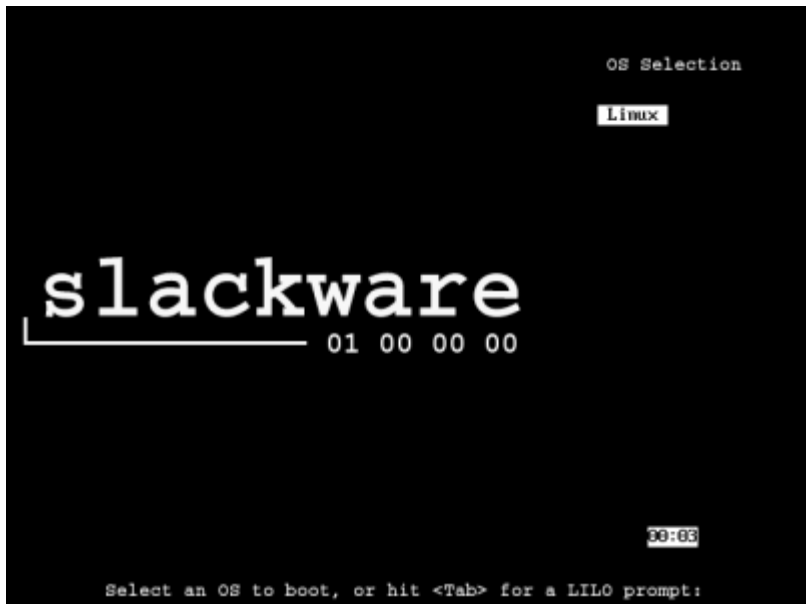 OS Selection
Linux
slackware
01 00 00 00
00:03
Select an OS to boot, or hit <Tab> for a LILO prompt: